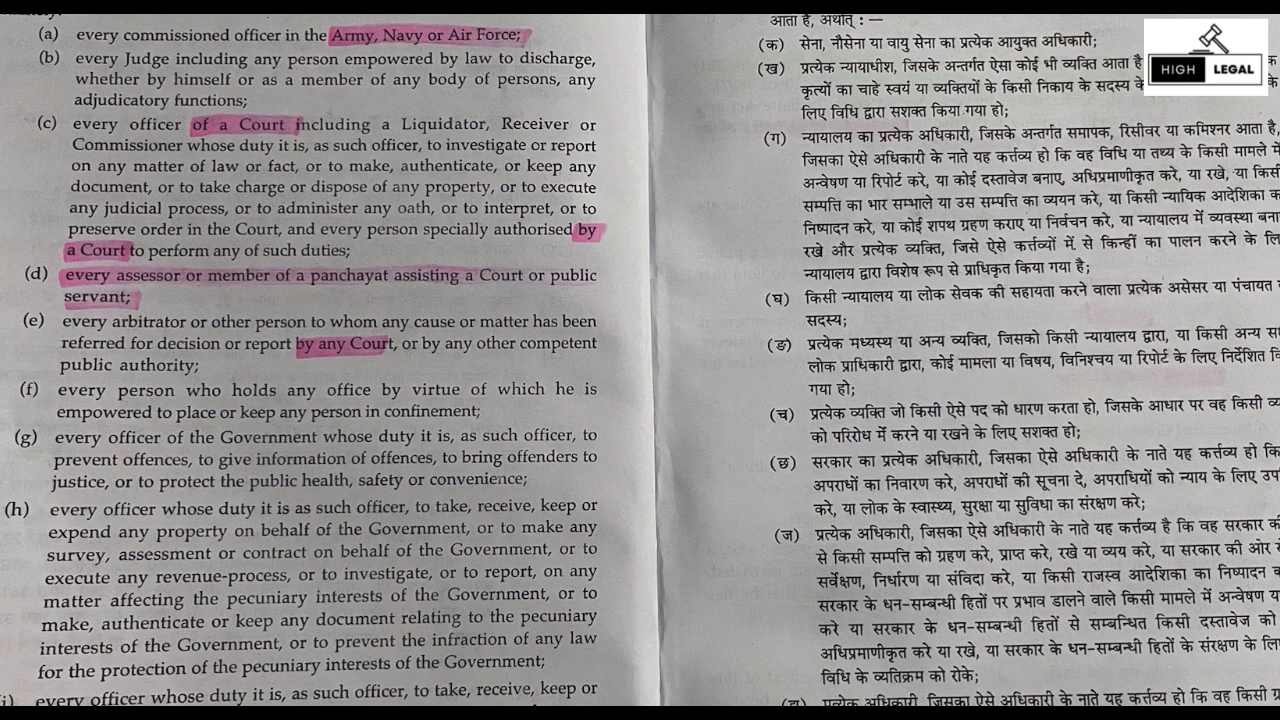 (a) every commissioned officer in the Army, Navy or Air Force;
(b) every Judge including any person empowered by law to discharge,
whether by himself or as a member of any body of persons, any
adjudicatory functions;
(c) every officer of a Court including a Liquidator, Receiver or
Commissioner whose duty it is, as such officer, to investigate or report
on any matter of law or fact, or to make, authenticate, or keep any
document, or to take charge or dispose of any property, or to execute
any judicial process, or to administer any oath, or to interpret, or to
preserve order in the Court, and every person specially authorised by
a Court to perform any of such duties;
(d) every assessor or member of a panchayat assisting a Court or public
servant;
(e) every arbitrator or other person to whom any cause or matter has been
referred for decision or report by any Court, or by any other competent
public authority;
(f) every person who holds any office by virtue of which he is
empowered to place or keep any person in confinement;
(g) every officer of the Government whose duty it is, as such officer, to
prevent offences, to give information of offences, to bring offenders to
justice, or to protect the public health, safety or convenience;
(h) every officer whose duty it is as such officer, to take, receive, keep or
expend any property on behalf of the Government, or to make any
survey, assessment or contract on behalf of the Government, or to
execute any revenue-process, or to investigate, or to report, on any
matter affecting the pecuniary interests of the Government, or to
make, authenticate or keep any document relating to the pecuniary
interests of the Government, or to prevent the infraction of any law
for the protection of the pecuniary interests of the Government;
every officer whose duty it is, as such officer, to take, receive, keep or
आता है, अर्थात् : —
(क) सेना, नौसेना या वायु सेना का प्रत्येक आयुक्त अधिकारी;
(ख) प्रत्येक न्यायाधीश, जिसके अन्तर्गत ऐसा कोई भी व्यक्ति आता है
कृत्यों का चाहे स्वयं या व्यक्तियों के किसी निकाय के सदस्य के
लिए विधि द्वारा सशक्त किया गया हो;
(ग) न्यायालय का प्रत्येक अधिकारी, जिसके अन्तर्गत समापक, रिसीवर या कमिश्नर आता है,
जिसका ऐसे अधिकारी के नाते यह कर्त्तव्य हो कि वह विधि या तथ्य के किसी मामले में
अन्वेषण या रिपोर्ट करे, या कोई दस्तावेज बनाए, अधिप्रमाणीकृत करे, या रखे, या किसी
सम्पत्ति का भार सम्भाले या उस सम्पत्ति का व्ययन करे, या किसी न्यायिक आदेशिका का
निष्पादन करे, या कोई शपथ ग्रहण कराए या निर्वचन करे, या न्यायालय में व्यवस्था
रखे और प्रत्येक व्यक्ति, जिसे ऐसे कर्त्तव्यों में से किन्हीं का पालन करने के
न्यायालय द्वारा विशेष रूप से प्राधिकृत किया गया है;
(घ) किसी न्यायालय या लोक सेवक की सहायता करने वाला प्रत्येक असेसर या पंचायत
सदस्य;
(ङ) प्रत्येक मध्यस्थ या अन्य व्यक्ति, जिसको किसी न्यायालय द्वारा, या किसी अन्य
लोक प्राधिकारी द्वारा, कोई मामला या विषय, विनिश्चय या रिपोर्ट के लिए निर्देशित
गया हो;
(च) प्रत्येक व्यक्ति जो किसी ऐसे पद को धारण करता हो, जिसके आधार पर वह किसी
को परिरोध में करने या रखने के लिए सशक्त हो;
(छ) सरकार का प्रत्येक अधिकारी, जिसका ऐसे अधिकारी के नाते यह कर्त्तव्य हो कि
अपराधों का निवारण करे, अपराधों की सूचना दे, अपराधियों को न्याय के लिए
करे, या लोक के स्वास्थ्य, सुरक्षा या सुविधा का संरक्षण करे;
(ज) प्रत्येक अधिकारी, जिसका ऐसे अधिकारी के नाते यह कर्त्तव्य है कि वह सरकार
से किसी सम्पत्ति को ग्रहण करे, प्राप्त करे, रखे या व्यय करे, या सरकार की ओर
सर्वेक्षण, निर्धारण या संविदा करे, या किसी राजस्व आदेशिका का निष्पादन
सरकार के धन-सम्बन्धी हितों पर प्रभाव डालने वाले किसी मामले में अन्वेषण
करे या सरकार के धन-सम्बन्धी हितों से सम्बन्धित किसी दस्तावेज को
अधिप्रमाणीकृत करे या रखे, या सरकार के धन-सम्बन्धी हितों के संरक्षण के
विधि के व्यतिक्रम को रोके;
प्रत्येक अधिकारी, जिसका ऐसे अधिकारी के नाते यह कर्त्तव्य हो कि वह किसी
HIGH LEGAL